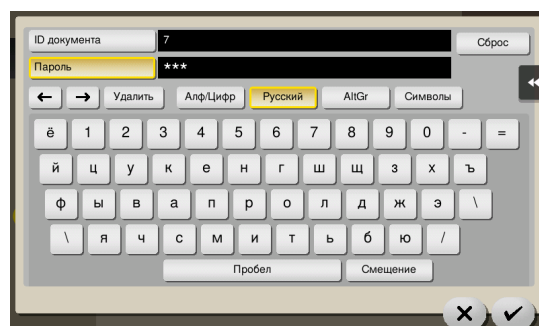 ID документа 7 Сброс
Пароль ***
← → Удалить Алф/Цифр Русский AltGr Символы
ё 1 2 3 4 5 6 7 8 9 0 - =
й ц у к е н г ш щ з х ъ
ф ы в а п р о л д ж э \
\ я ч с м и т ь б ю /
Пробел Смещение